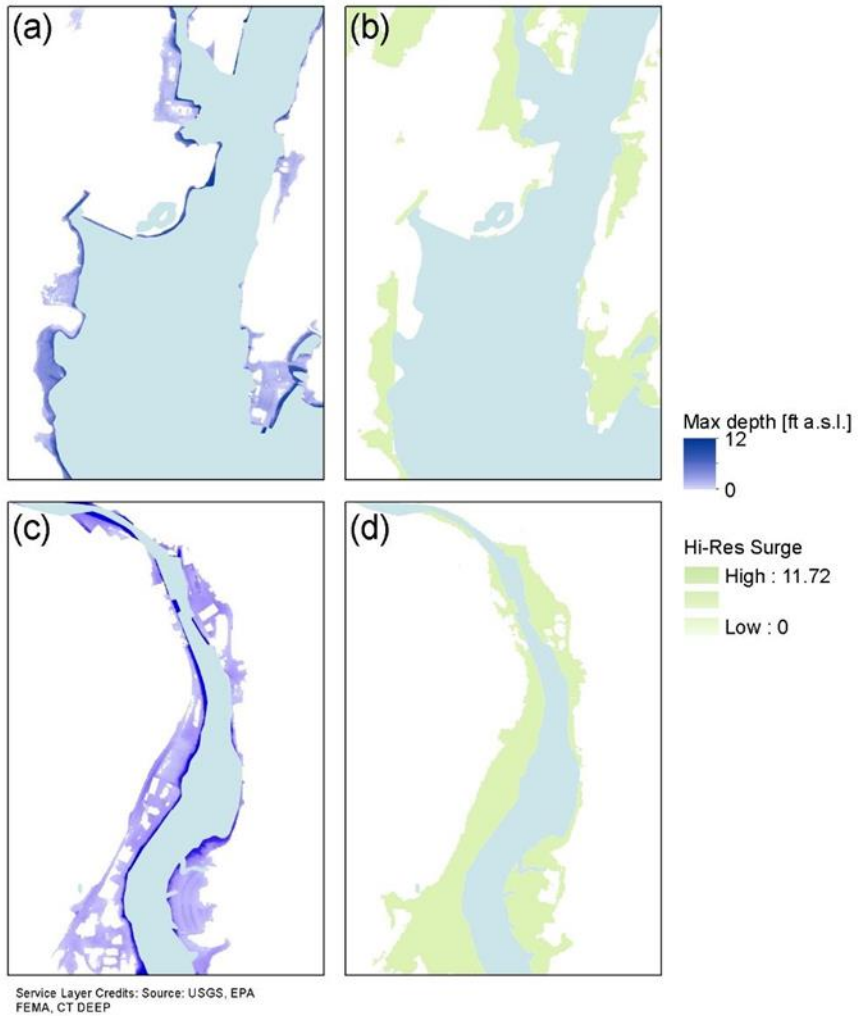 (a)
(b)
Max depth [ft a.s.l.]
12
0
(c)
(d)
Hi-Res Surge
High : 11.72
Low : 0
Service Layer Credits: Source: USGS, EPA
FEMA, CT DEEP